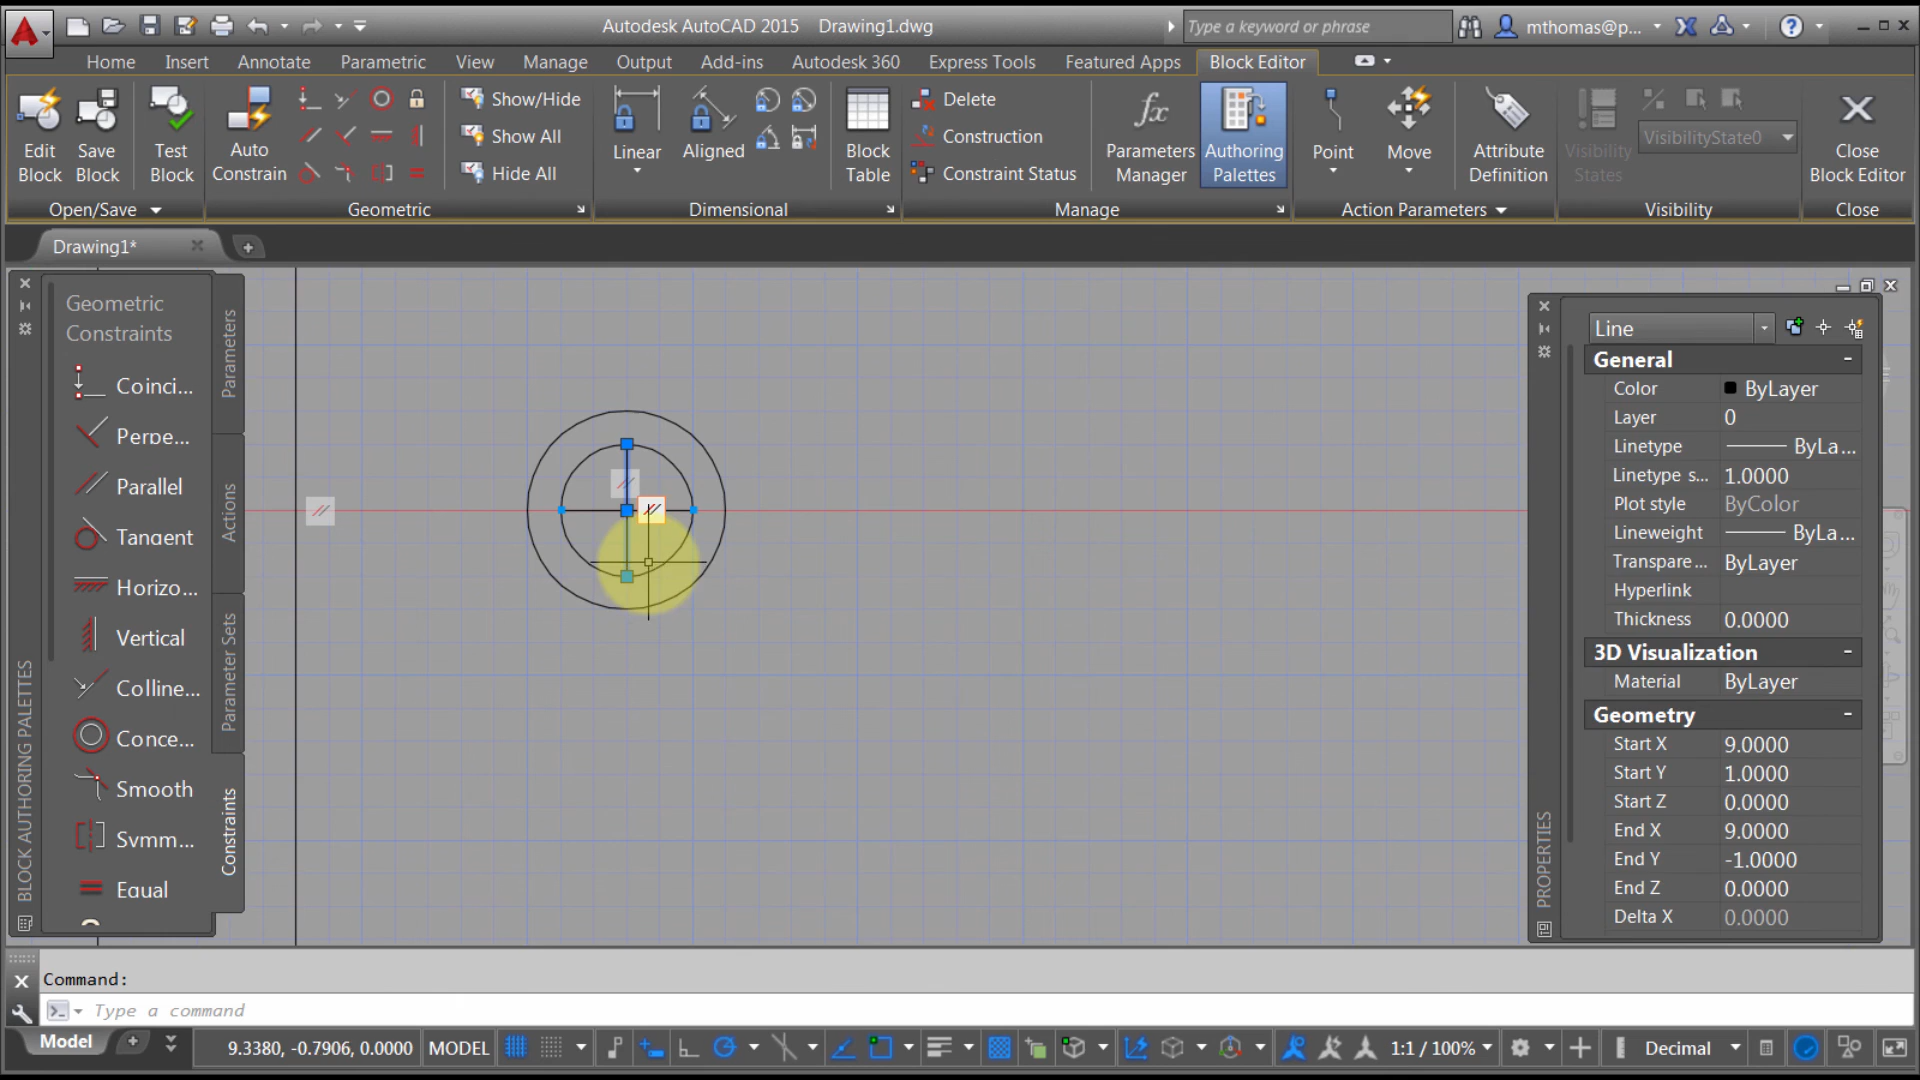 Autodesk AutoCAD 2015 Drawing1.dwg
Type a keyword or phrase
mthomas@p...
Home Insert Annotate Parametric View Manage Output Add-ins Autodesk 360 Express Tools Featured Apps Block Editor
Edit Block
Save Block
Test Block
Open/Save
Auto Constrain
Show/Hide
Show All
Hide All
Geometric
Linear
Aligned
Dimensional
Block Table
Delete
Construction
Constraint Status
Manage
Parameters Manager
Authoring Palettes
Point
Move
Action Parameters
Attribute Definition
Visibility States
VisibilityState0
Visibility
Close Block Editor
Close
Drawing1*
Geometric
Constraints
Coinci...
Perpe...
Parallel
Tangent
Horizo...
Vertical
Colline...
Conce...
Smooth
Symm...
Equal
Parameters
Actions
Parameter Sets
Constraints
BLOCK AUTHORING PALETTES
Line
General
Color ByLayer
Layer 0
Linetype ByLa...
Linetype s... 1.0000
Plot style ByColor
Lineweight ByLa...
Transpare... ByLayer
Hyperlink
Thickness 0.0000
3D Visualization
Material ByLayer
Geometry
Start X 9.0000
Start Y 1.0000
Start Z 0.0000
End X 9.0000
End Y -1.0000
End Z 0.0000
Delta X 0.0000
PROPERTIES
Command:
Type a command
Model
9.3380, -0.7906, 0.0000 MODEL
1:1 / 100%
Decimal